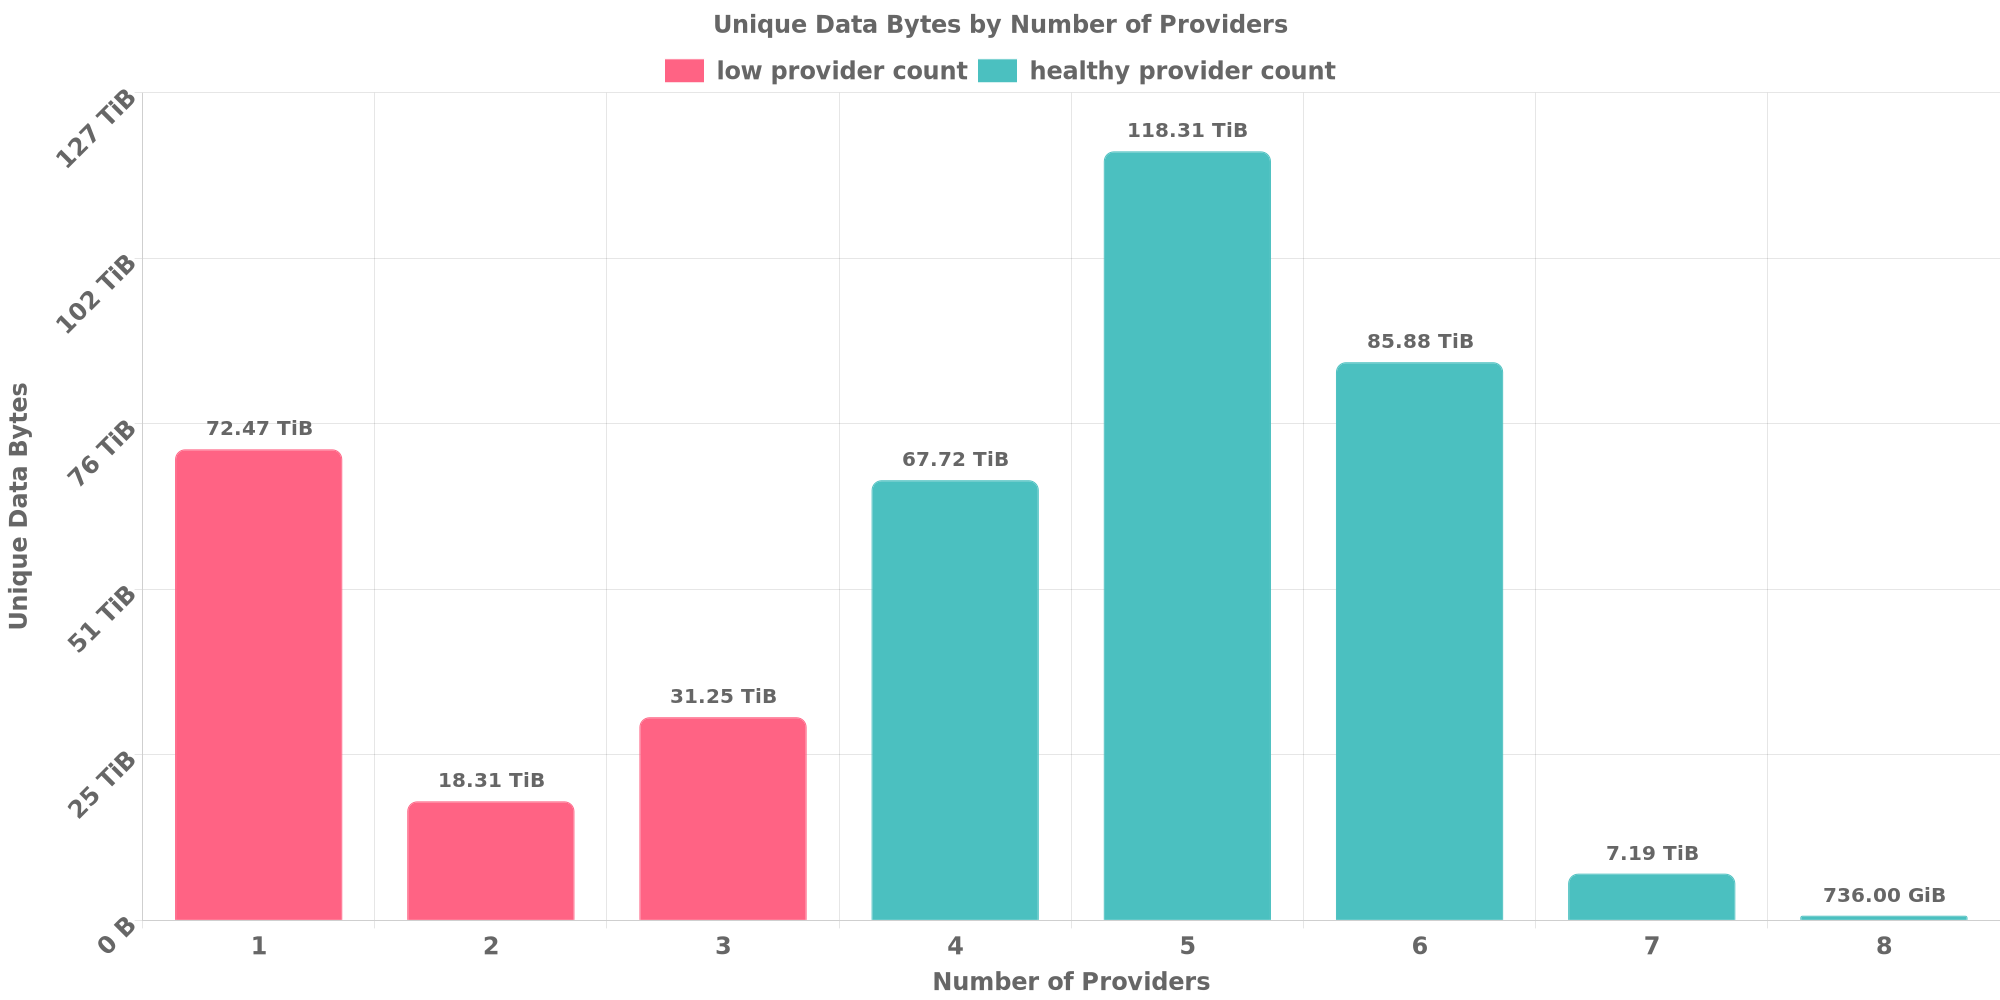 Unique Data Bytes by Number of Providers
low provider count healthy provider count
127 TiB
102 TiB
76 TiB
51 TiB
25 TiB
0 B
Unique Data Bytes
72.47 TiB
18.31 TiB
31.25 TiB
67.72 TiB
118.31 TiB
85.88 TiB
7.19 TiB
736.00 GiB
1 2 3 4 5 6 7 8
Number of Providers